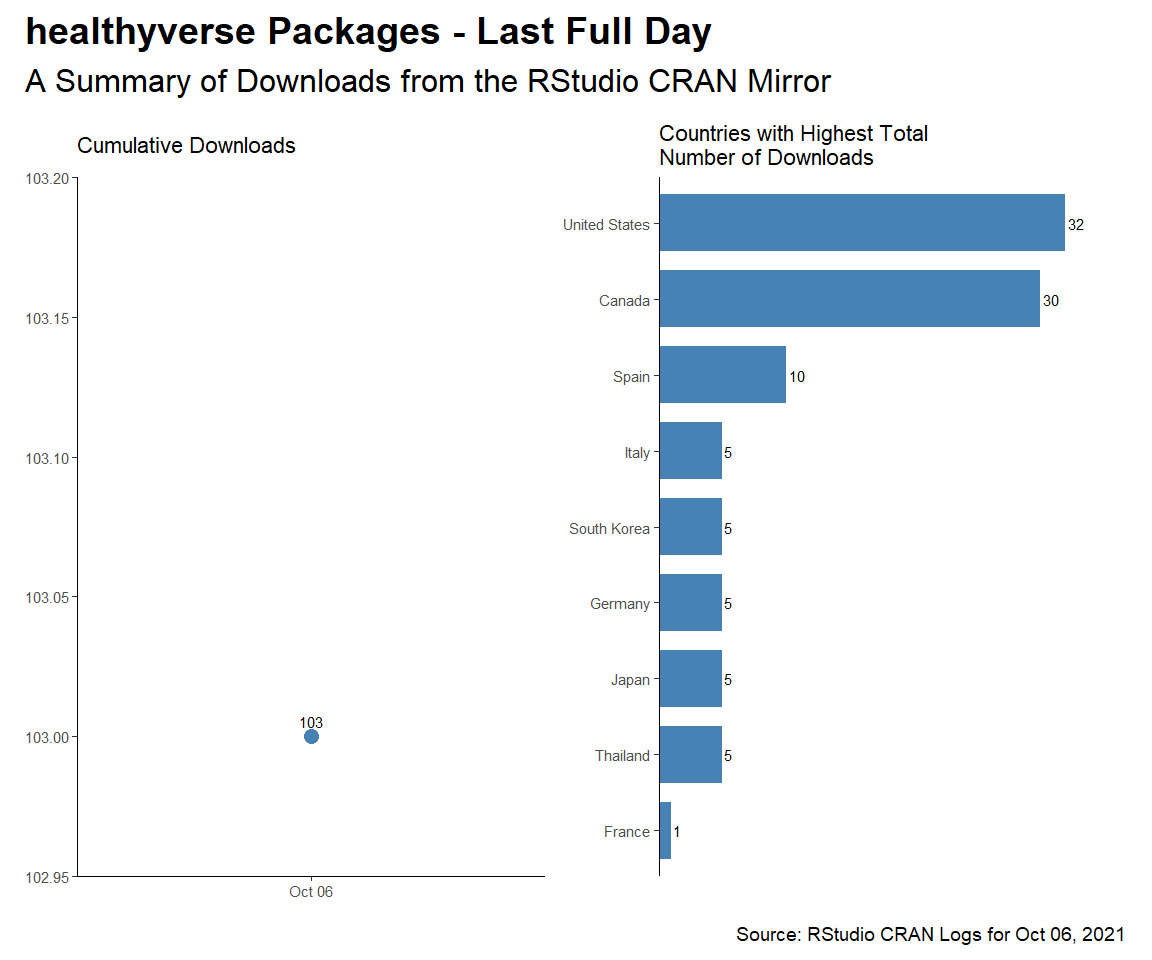 healthyverse Packages - Last Full Day
A Summary of Downloads from the RStudio CRAN Mirror
Cumulative Downloads
103.20
103.15
103.10
103.05
103.00
102.95
103
Oct 06
Countries with Highest Total
Number of Downloads
United States 32
Canada 30
Spain 10
Italy 5
South Korea 5
Germany 5
Japan 5
Thailand 5
France 1
Source: RStudio CRAN Logs for Oct 06, 2021